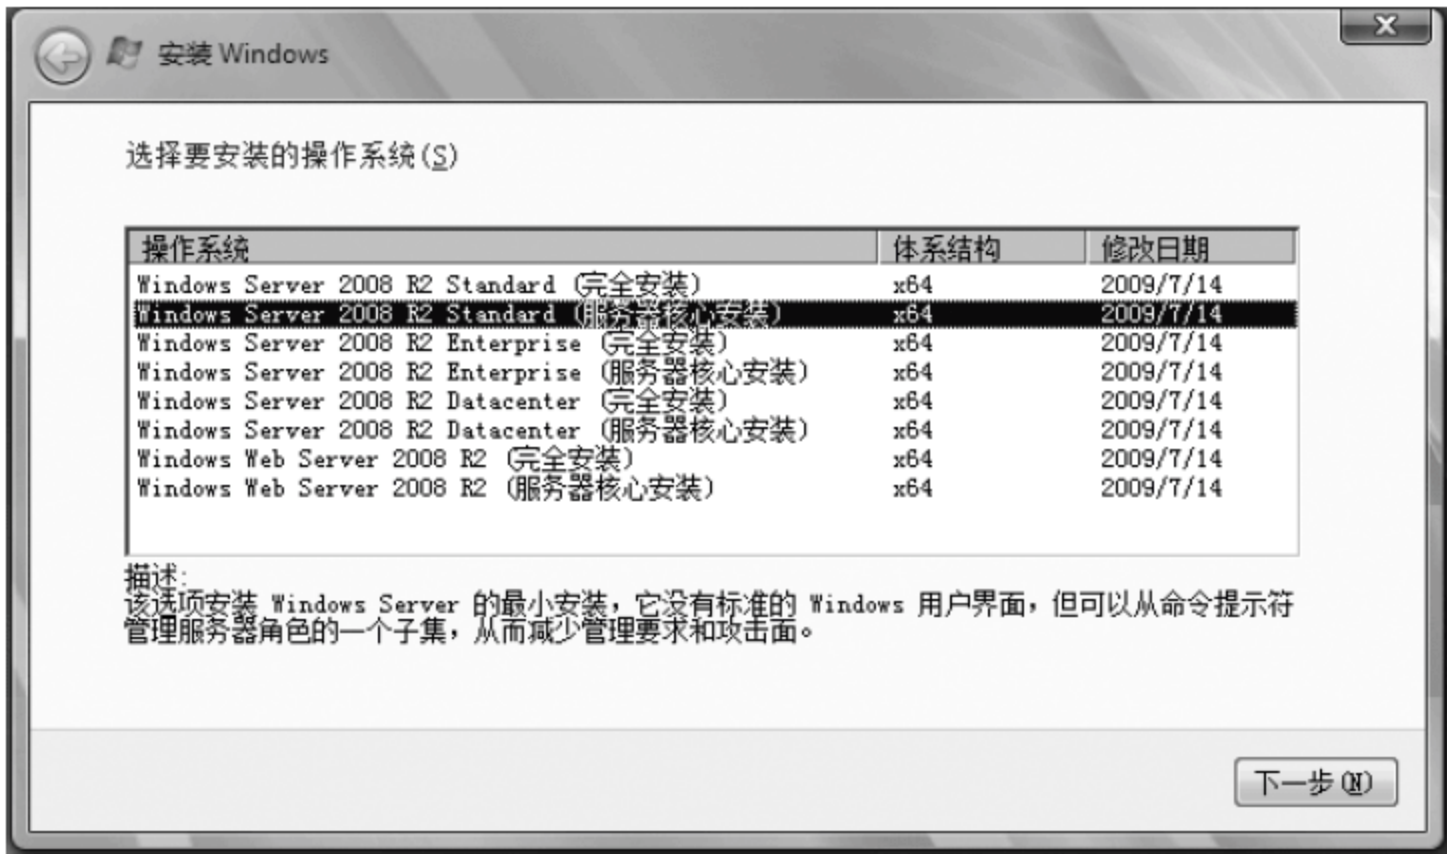 安装 Windows
选择要安装的操作系统(S)
操作系统 体系结构 修改日期
Windows Server 2008 R2 Standard (完全安装) x64 2009/7/14
Windows Server 2008 R2 Standard (服务器核心安装) x64 2009/7/14
Windows Server 2008 R2 Enterprise (完全安装) x64 2009/7/14
Windows Server 2008 R2 Enterprise (服务器核心安装) x64 2009/7/14
Windows Server 2008 R2 Datacenter (完全安装) x64 2009/7/14
Windows Server 2008 R2 Datacenter (服务器核心安装) x64 2009/7/14
Windows Web Server 2008 R2 (完全安装) x64 2009/7/14
Windows Web Server 2008 R2 (服务器核心安装) x64 2009/7/14
描述:
该选项安装 Windows Server 的最小安装，它没有标准的 Windows 用户界面，但可以从命令提示符
管理服务器角色的一个子集，从而减少管理要求和攻击面。
下一步(N)